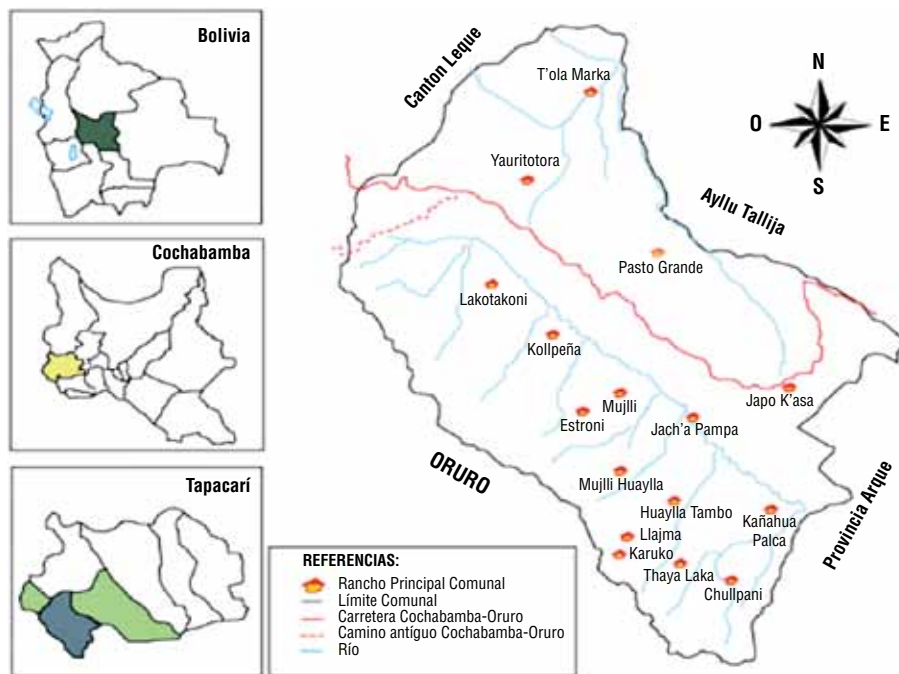 Bolivia
Cochabamba
Tapacarí
Canton Leque
T'ola Marka
N
O
E
S
Yauritotora
Ayllu Tallija
Pasto Grande
Lakotakoni
Kollpeña
Mujlli
Estroni
Japo K'asa
Jach'a Pampa
ORURO
Mujlli Huaylla
Huaylla Tambo
Kañahua
Palca
Provincia Arque
Llajma
Karuko
Thaya Laka
Chullpani
REFERENCIAS:
Rancho Principal Comunal
Límite Comunal
Carretera Cochabamba-Oruro
Camino antíguo Cochabamba-Oruro
Río